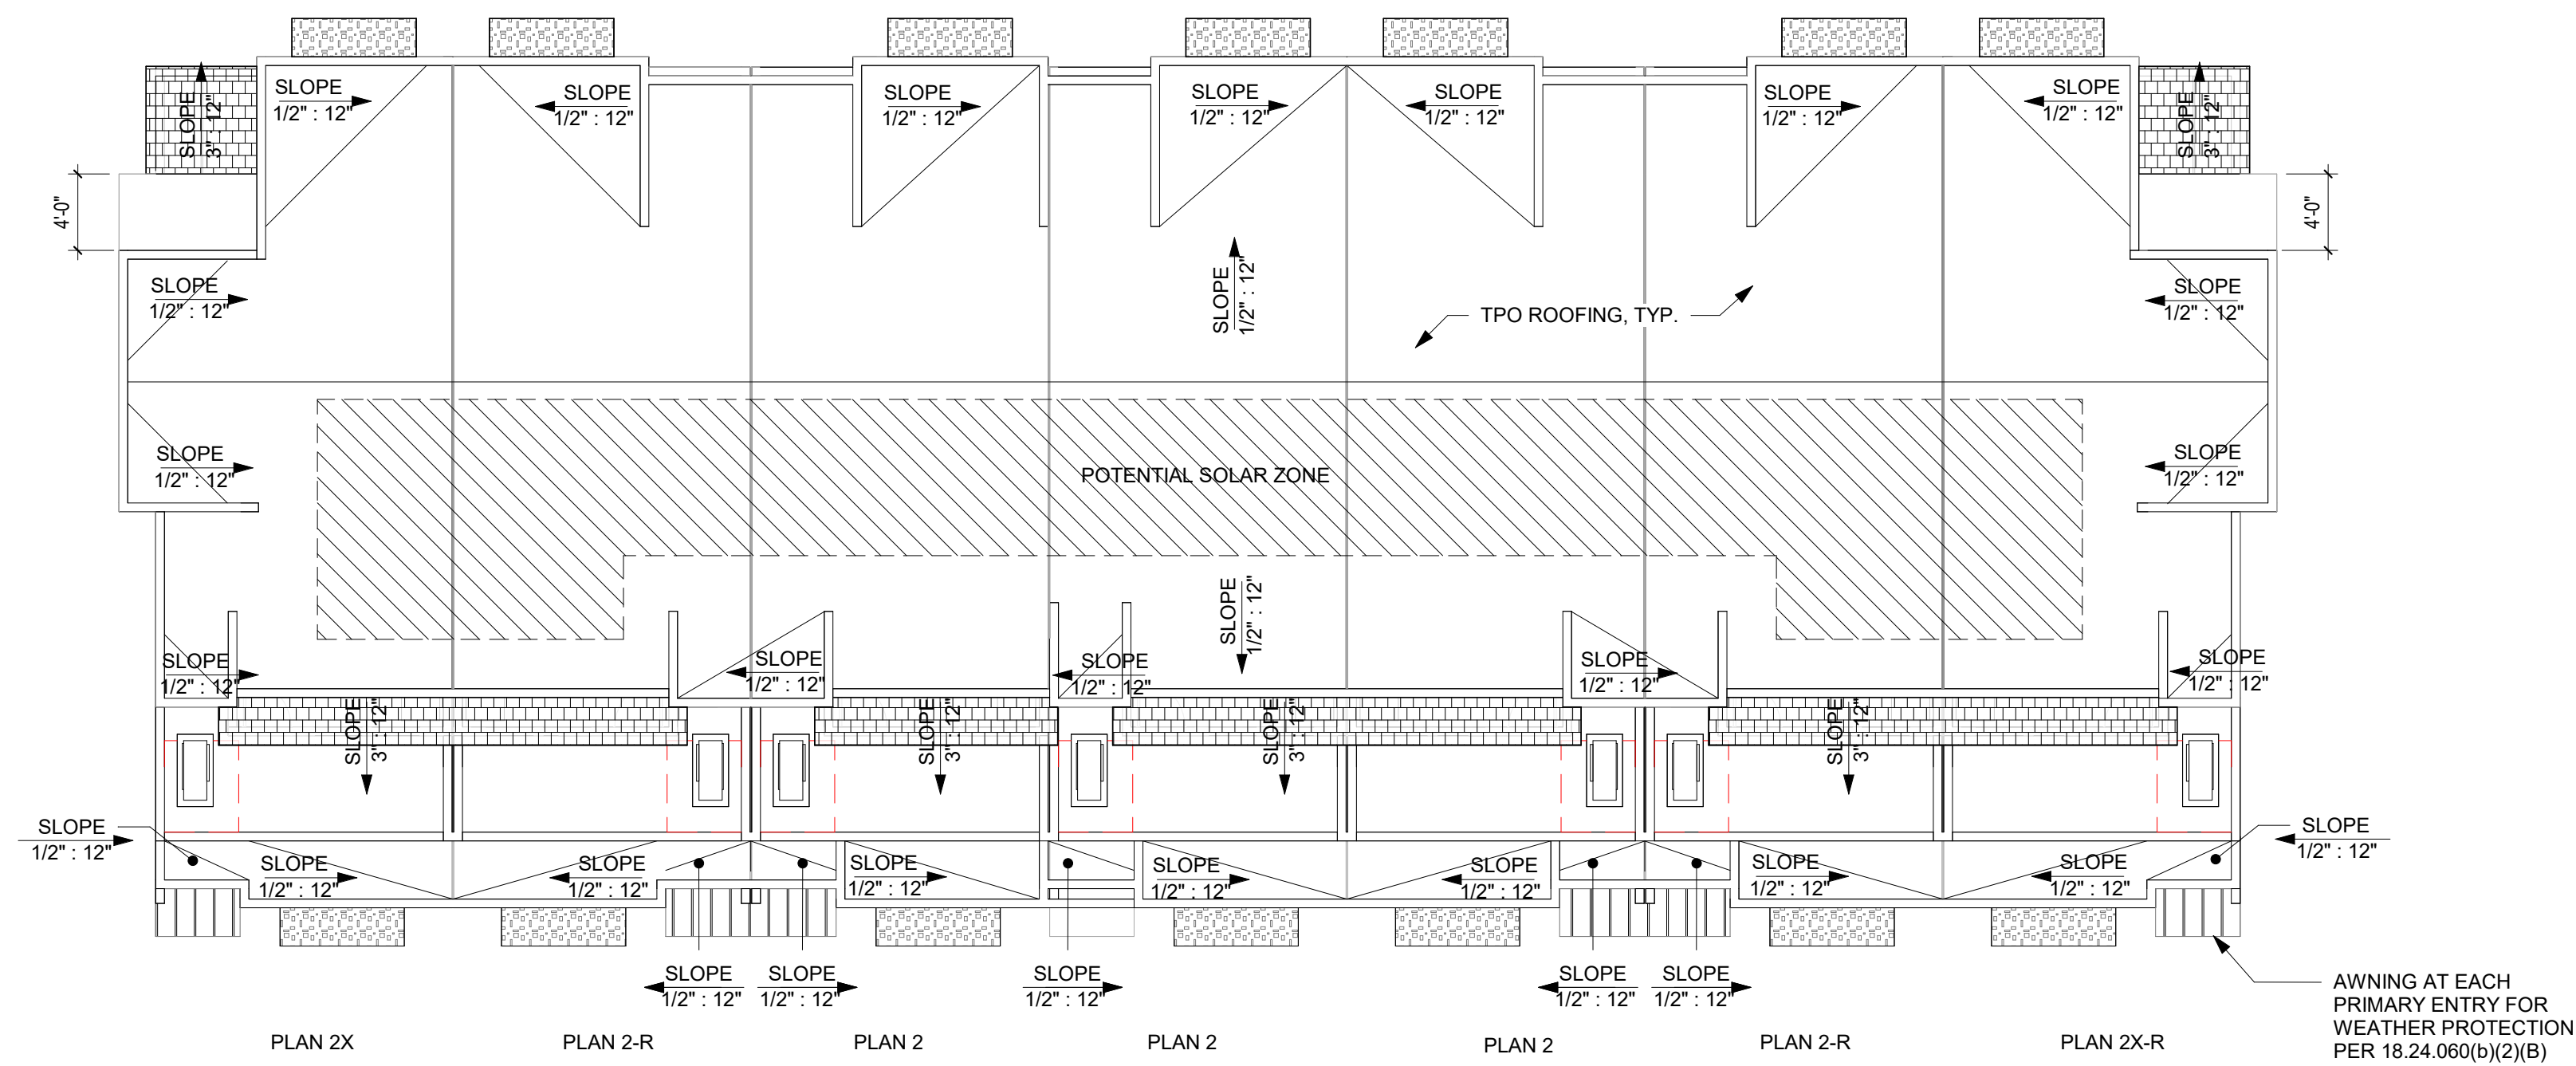 SLOPE
1/2" : 12"
SLOPE
1/2" : 12"
SLOPE
1/2" : 12"
SLOPE
1/2" : 12"
SLOPE
1/2" : 12"
SLOPE
1/2" : 12"
SLOPE
1/2" : 12"
SLOPE
3" : 12"
SLOPE
3" : 12"
4'-0"
4'-0"
SLOPE
1/2" : 12"
SLOPE
1/2" : 12"
TPO ROOFING, TYP.
SLOPE
1/2" : 12"
SLOPE
1/2" : 12"
POTENTIAL SOLAR ZONE
SLOPE
1/2" : 12"
SLOPE
1/2" : 12"
SLOPE
1/2" : 12"
SLOPE
1/2" : 12"
SLOPE
1/2" : 12"
SLOPE
1/2" : 12"
SLOPE
1/2" : 12"
SLOPE
3" : 12"
SLOPE
3" : 12"
SLOPE
3" : 12"
SLOPE
3" : 12"
SLOPE
1/2" : 12"
SLOPE
1/2" : 12"
SLOPE
1/2" : 12"
SLOPE
1/2" : 12"
SLOPE
1/2" : 12"
SLOPE
1/2" : 12"
SLOPE
1/2" : 12"
SLOPE
1/2" : 12"
SLOPE
1/2" : 12"
SLOPE
1/2" : 12"
SLOPE
1/2" : 12"
SLOPE
1/2" : 12"
SLOPE
1/2" : 12"
SLOPE
1/2" : 12"
AWNING AT EACH
PRIMARY ENTRY FOR
WEATHER PROTECTION
PER 18.24.060(b)(2)(B)
PLAN 2X
PLAN 2-R
PLAN 2
PLAN 2
PLAN 2
PLAN 2-R
PLAN 2X-R